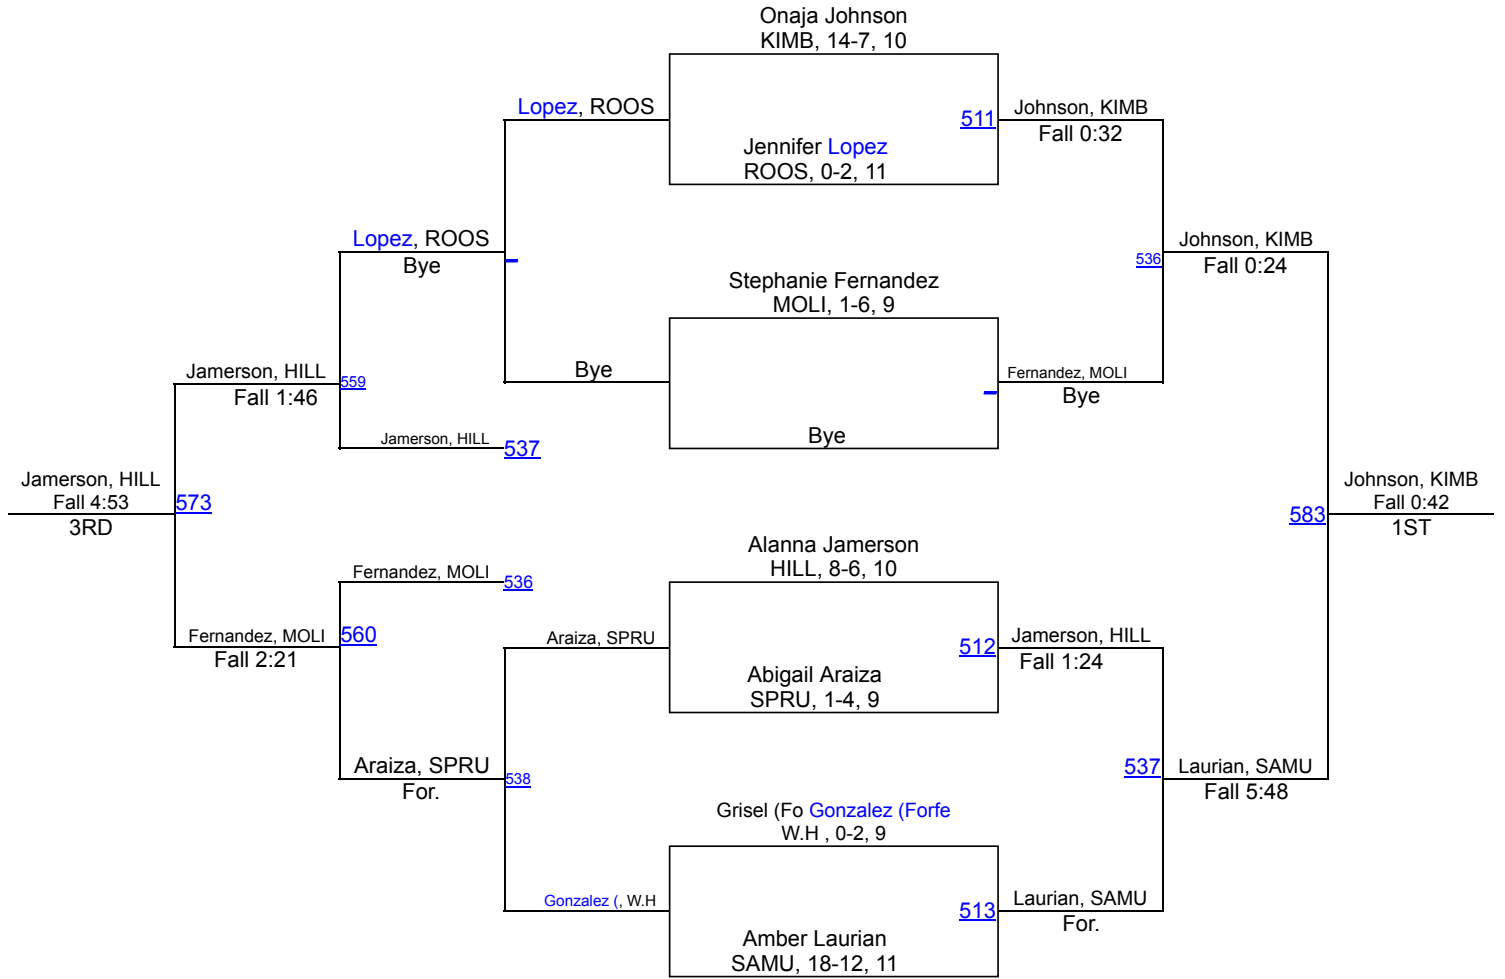 Onaja Johnson
KIMB, 14-7, 10
Lopez, ROOS
511
Johnson, KIMB
Fall 0:32
Jennifer Lopez
ROOS, 0-2, 11
Lopez, ROOS
Bye
Johnson, KIMB
536
Fall 0:24
Stephanie Fernandez
MOLI, 1-6, 9
Jamerson, HILL
559
Fall 1:46
Bye
Fernandez, MOLI
Bye
Jamerson, HILL
537
Bye
Jamerson, HILL
Fall 4:53
573
3RD
Johnson, KIMB
Fall 0:42
583
1ST
Alanna Jamerson
HILL, 8-6, 10
Fernandez, MOLI
536
Fernandez, MOLI
560
Fall 2:21
Araiza, SPRU
512
Jamerson, HILL
Fall 1:24
Abigail Araiza
SPRU, 1-4, 9
Araiza, SPRU
538
For.
537
Laurian, SAMU
Fall 5:48
Grisel (Fo Gonzalez (Forfe
W.H , 0-2, 9
Gonzalez (, W.H
513
Laurian, SAMU
For.
Amber Laurian
SAMU, 18-12, 11